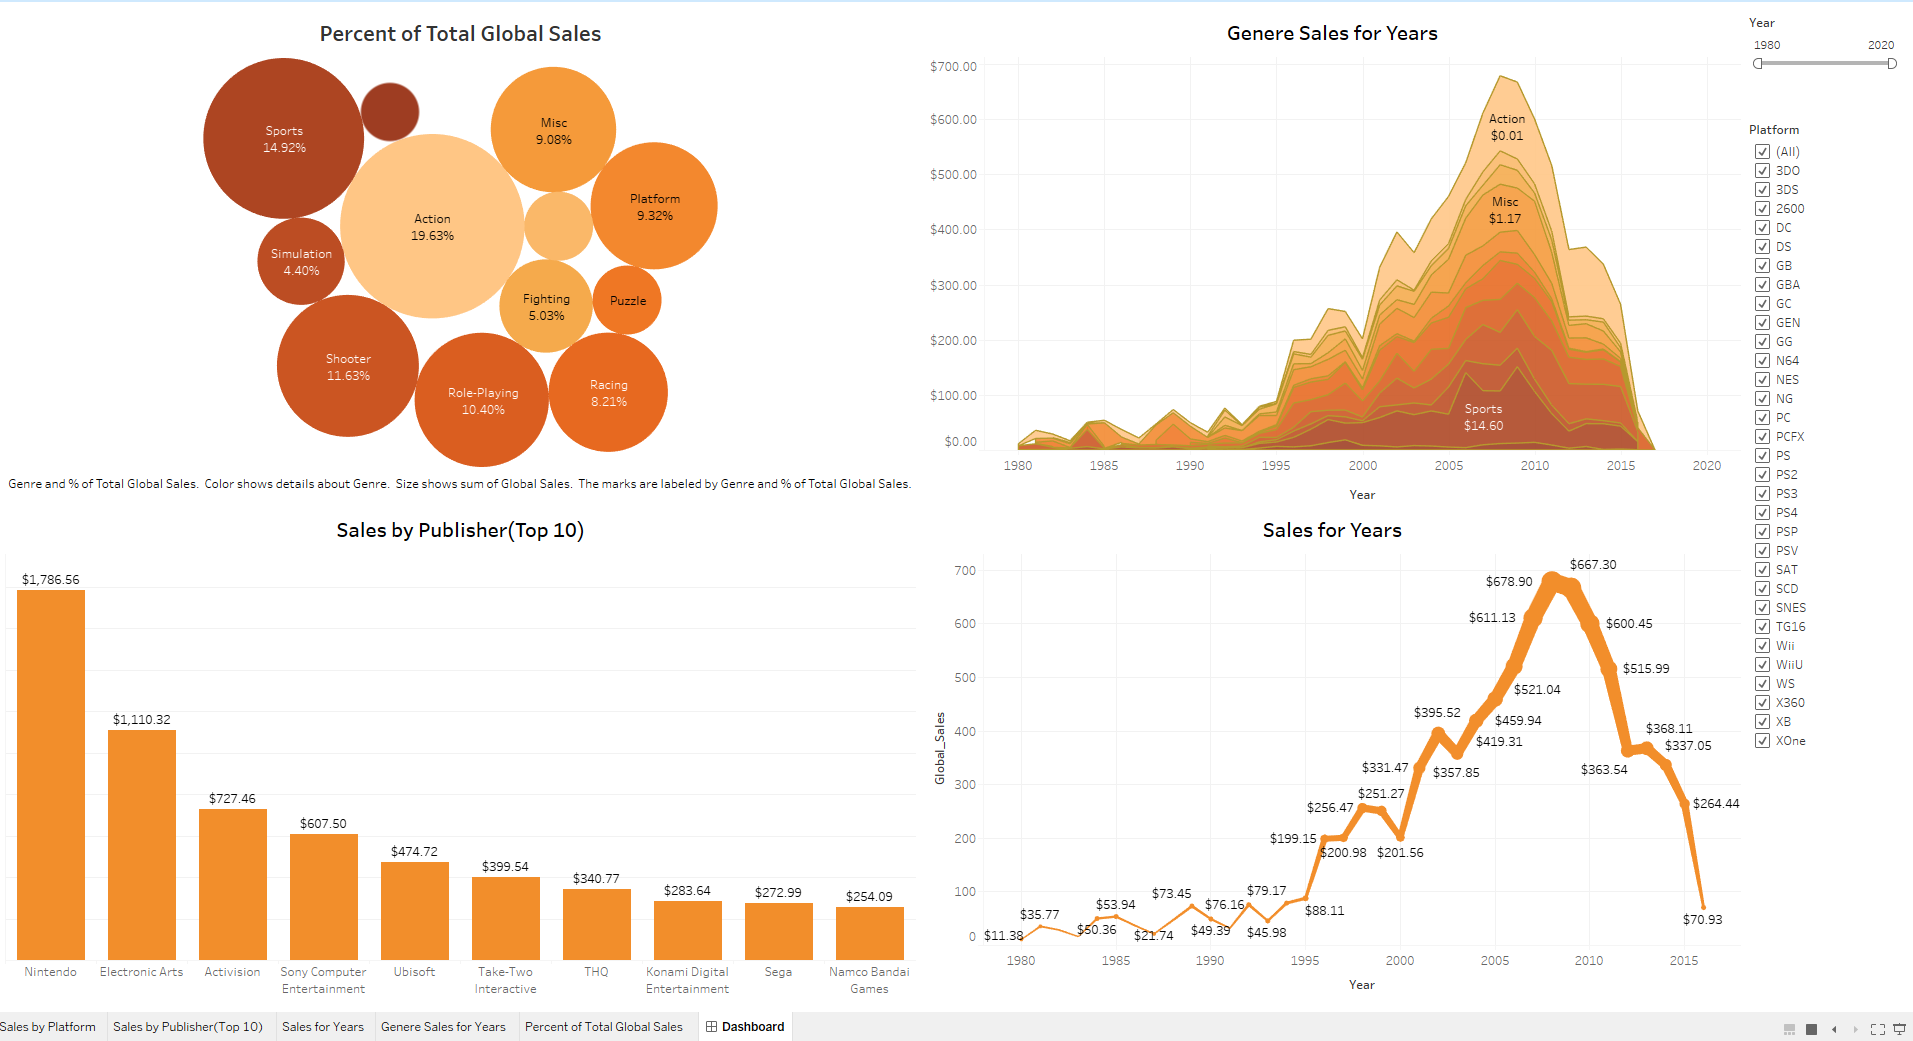 Percent of Total Global Sales
Sports
14.92%
Misc
9.08%
Platform
9.32%
Action
19.63%
Simulation
4.40%
Fighting
5.03%
Puzzle
Shooter
11.63%
Role-Playing
10.40%
Racing
8.21%
Genre and % of Total Global Sales. Color shows details about Genre. Size shows sum of Global Sales. The marks are labeled by Genre and % of Total Global Sales.
Genere Sales for Years
$700.00
$600.00
$500.00
$400.00
$300.00
$200.00
$100.00
$0.00
Action
$0.01
Misc
$1.17
Sports
$14.60
1980 1985 1990 1995 2000 2005 2010 2015 2020
Year
Year
1980 2020
Platform
(All)
3DO
3DS
2600
DC
DS
GB
GBA
GC
GEN
GG
N64
NES
NG
PC
PCFX
PS
PS2
PS3
PS4
PSP
PSV
SAT
SCD
SNES
TG16
Wii
WiiU
WS
X360
XB
XOne
Sales by Publisher(Top 10)
$1,786.56
$1,110.32
$727.46
$607.50
$474.72
$399.54
$340.77
$283.64
$272.99
$254.09
Nintendo
Electronic Arts
Activision
Sony Computer
Entertainment
Ubisoft
Take-Two
Interactive
THQ
Konami Digital
Entertainment
Sega
Namco Bandai
Games
Sales for Years
Global_Sales
700
600
500
400
300
200
100
0
$11.38
$35.77
$50.36
$53.94
$21.74
$73.45
$49.39
$76.16
$45.98
$79.17
$88.11
$199.15
$200.98
$256.47
$251.27
$201.56
$331.47
$395.52
$357.85
$419.31
$459.94
$521.04
$611.13
$678.90
$667.30
$600.45
$515.99
$363.54
$368.11
$337.05
$264.44
$70.93
1980 1985 1990 1995 2000 2005 2010 2015
Year
Sales by Platform
Sales by Publisher(Top 10)
Sales for Years
Genere Sales for Years
Percent of Total Global Sales
Dashboard